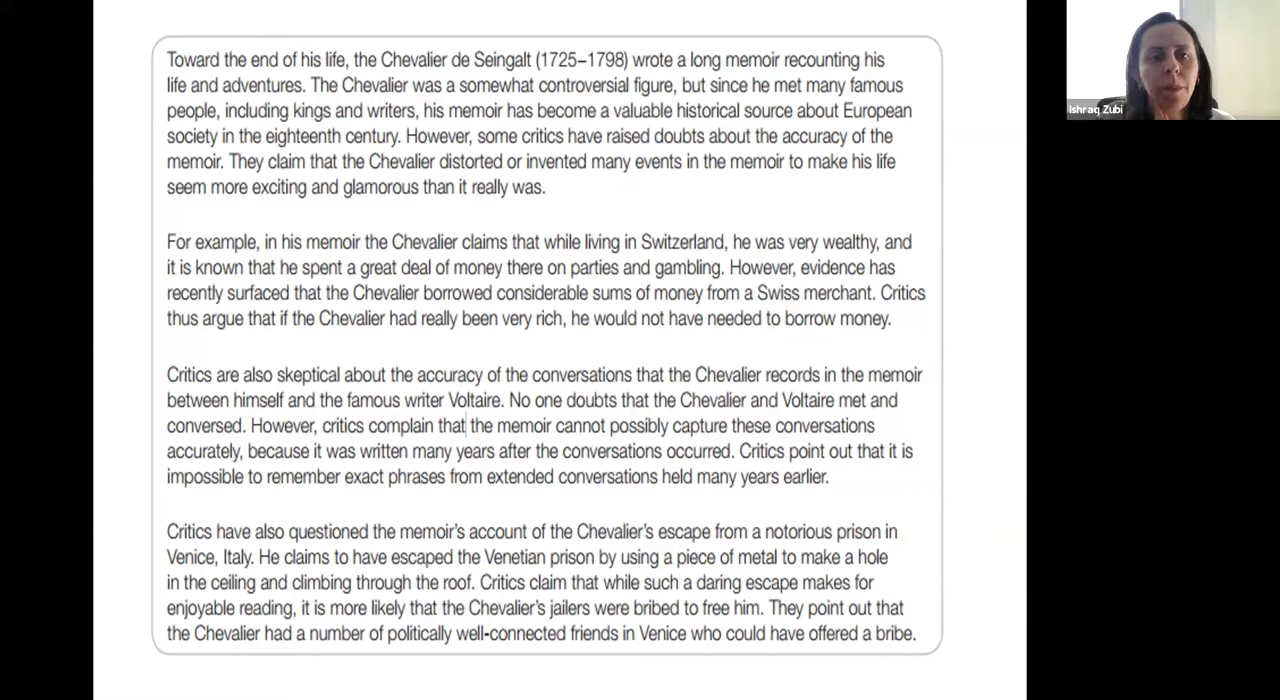 Toward the end of his life, the Chevalier de Seingalt (1725–1798) wrote a long memoir recounting his
life and adventures. The Chevalier was a somewhat controversial figure, but since he met many famous
people, including kings and writers, his memoir has become a valuable historical source about European
society in the eighteenth century. However, some critics have raised doubts about the accuracy of the
memoir. They claim that the Chevalier distorted or invented many events in the memoir to make his life
seem more exciting and glamorous than it really was.
For example, in his memoir the Chevalier claims that while living in Switzerland, he was very wealthy, and
it is known that he spent a great deal of money there on parties and gambling. However, evidence has
recently surfaced that the Chevalier borrowed considerable sums of money from a Swiss merchant. Critics
thus argue that if the Chevalier had really been very rich, he would not have needed to borrow money.
Critics are also skeptical about the accuracy of the conversations that the Chevalier records in the memoir
between himself and the famous writer Voltaire. No one doubts that the Chevalier and Voltaire met and
conversed. However, critics complain that the memoir cannot possibly capture these conversations
accurately, because it was written many years after the conversations occurred. Critics point out that it is
impossible to remember exact phrases from extended conversations held many years earlier.
Critics have also questioned the memoir's account of the Chevalier's escape from a notorious prison in
Venice, Italy. He claims to have escaped the Venetian prison by using a piece of metal to make a hole
in the ceiling and climbing through the roof. Critics claim that while such a daring escape makes for
enjoyable reading, it is more likely that the Chevalier's jailers were bribed to free him. They point out that
the Chevalier had a number of politically well-connected friends in Venice who could have offered a bribe.
Ishraq Zubi